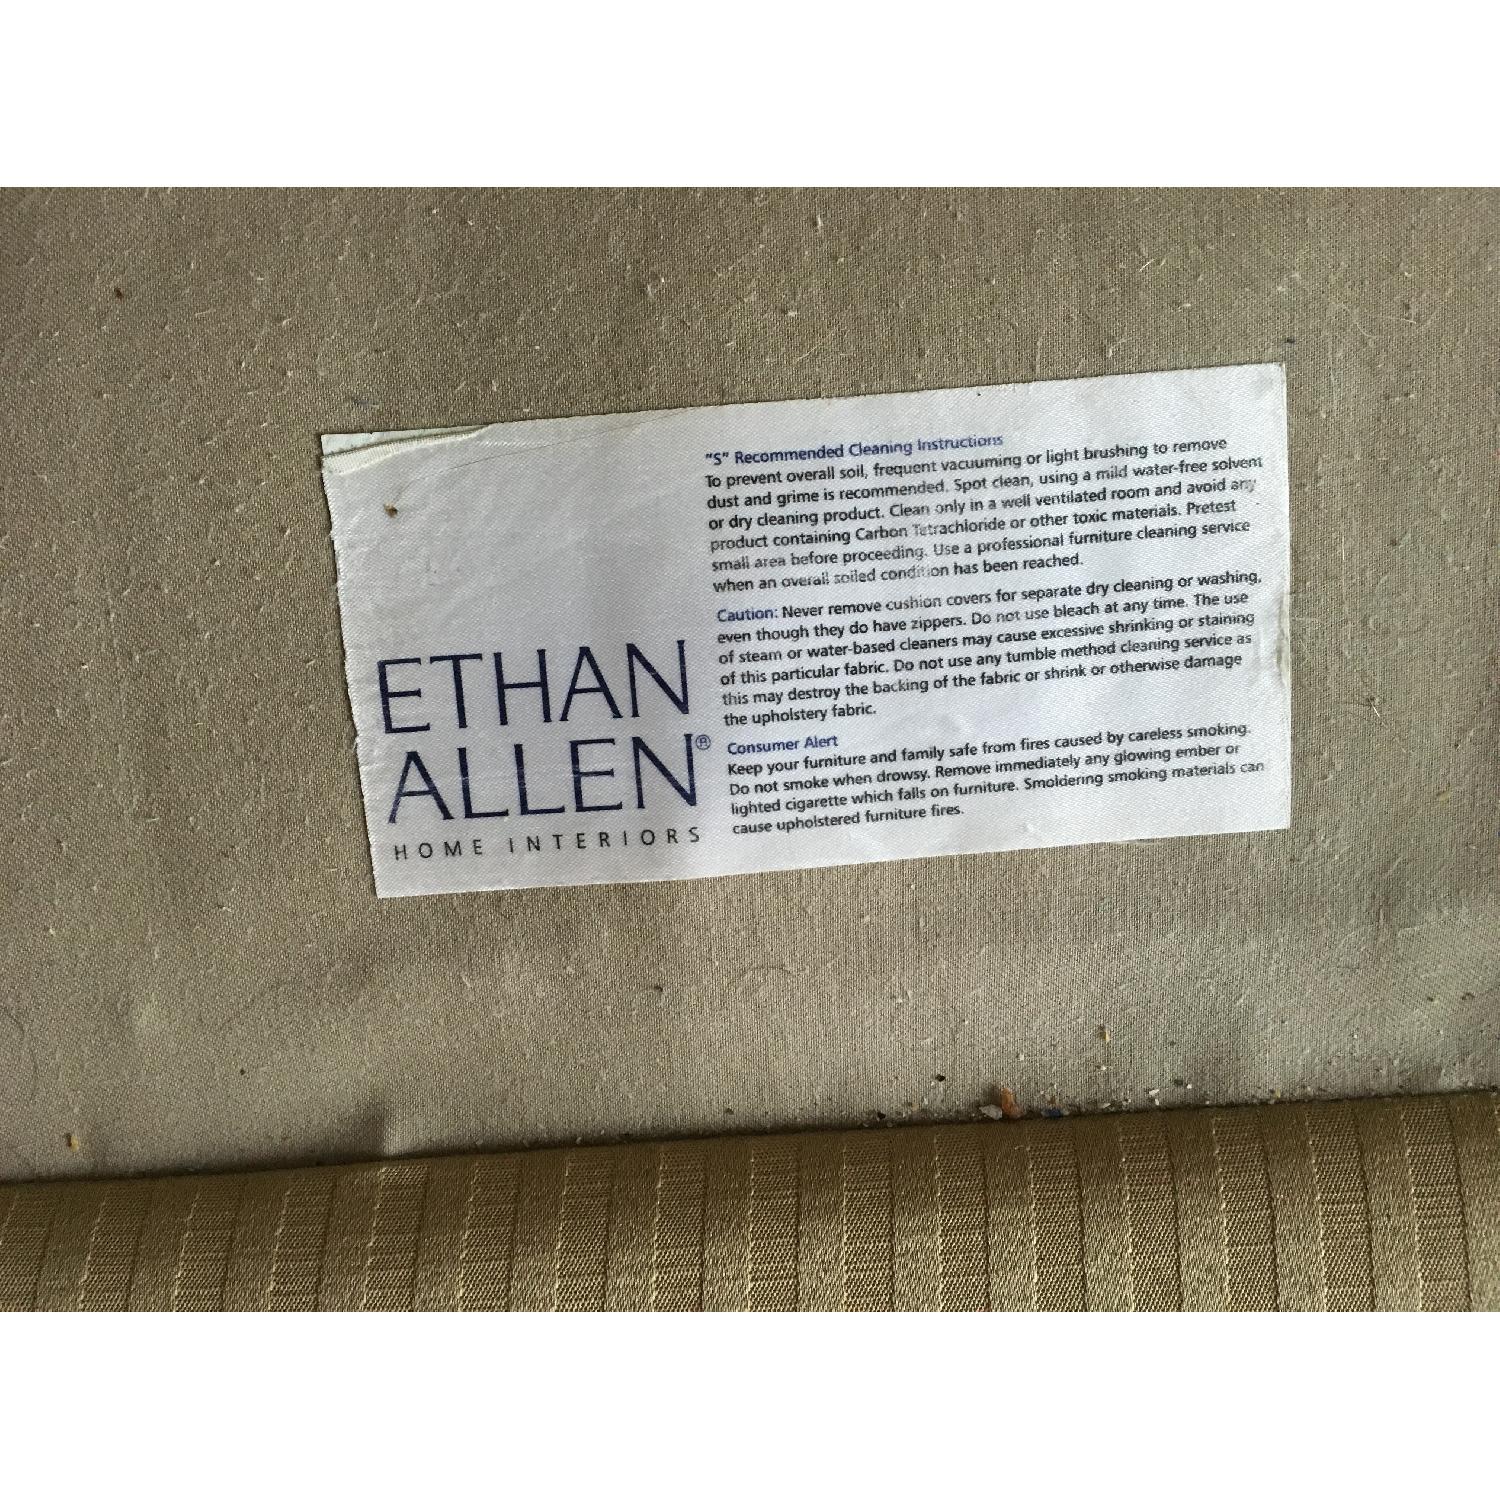 "S" Recommended Cleaning Instructions
To prevent overall soil, frequent vacuuming or light brushing to remove
dust and grime is recommended. Spot clean, using a mild water-free solvent
or dry cleaning product. Clean only in a well ventilated room and avoid any
product containing Carbon Tetrachloride or other toxic materials. Pretest
small area before proceeding. Use a professional furniture cleaning service
when an overall soiled condition has been reached.
Caution: Never remove cushion covers for separate dry cleaning or washing,
even though they do have zippers. Do not use bleach at any time. The use
of steam or water-based cleaners may cause excessive shrinking or staining
of this particular fabric. Do not use any tumble method cleaning service as
this may destroy the backing of the fabric or shrink or otherwise damage
the upholstery fabric.
Consumer Alert
Keep your furniture and family safe from fires caused by careless smoking.
Do not smoke when drowsy. Remove immediately any glowing ember or
lighted cigarette which falls on furniture. Smoldering smoking materials can
cause upholstered furniture fires.
ETHAN
ALLEN®
HOME INTERIORS